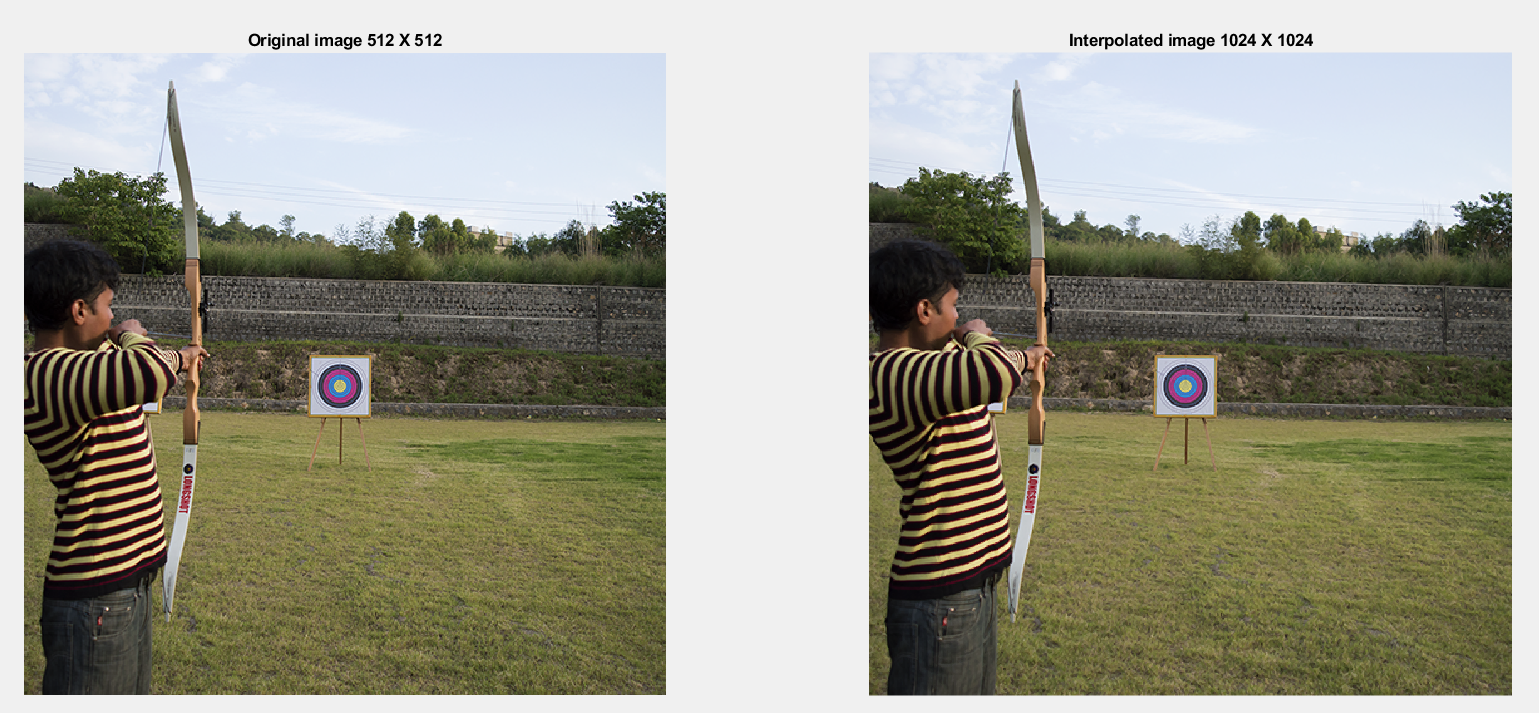 Original image 512 X 512
Interpolated image 1024 X 1024
LONGSHOT
LONGSHOT